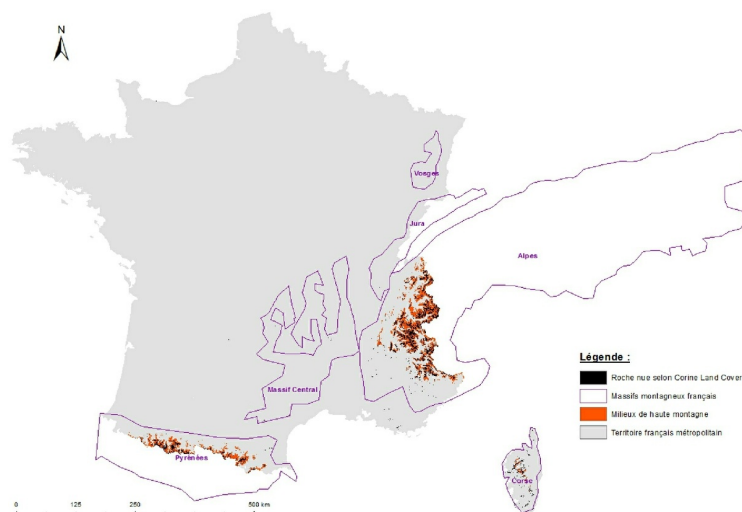 N
Vosges
Jura
Alpes
Massif Central
Pyrénées
Corse
Légende :
Roche nue selon Corine Land Cover
Massifs montagneux français
Milieux de haute montagne
Territoire français métropolitain
0 125 250 500 km